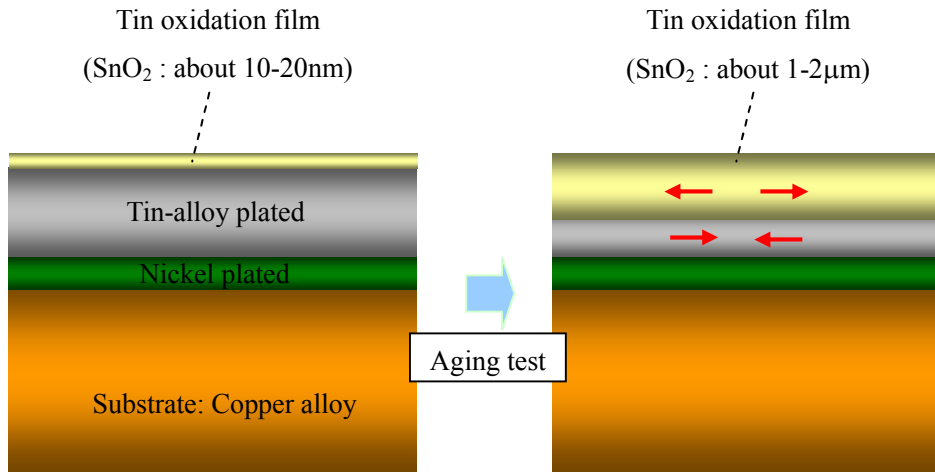 Tin oxidation film
(SnO₂ : about 10-20nm)
Tin oxidation film
(SnO₂ : about 1-2μm)
Tin-alloy plated
Nickel plated
Aging test
Substrate: Copper alloy